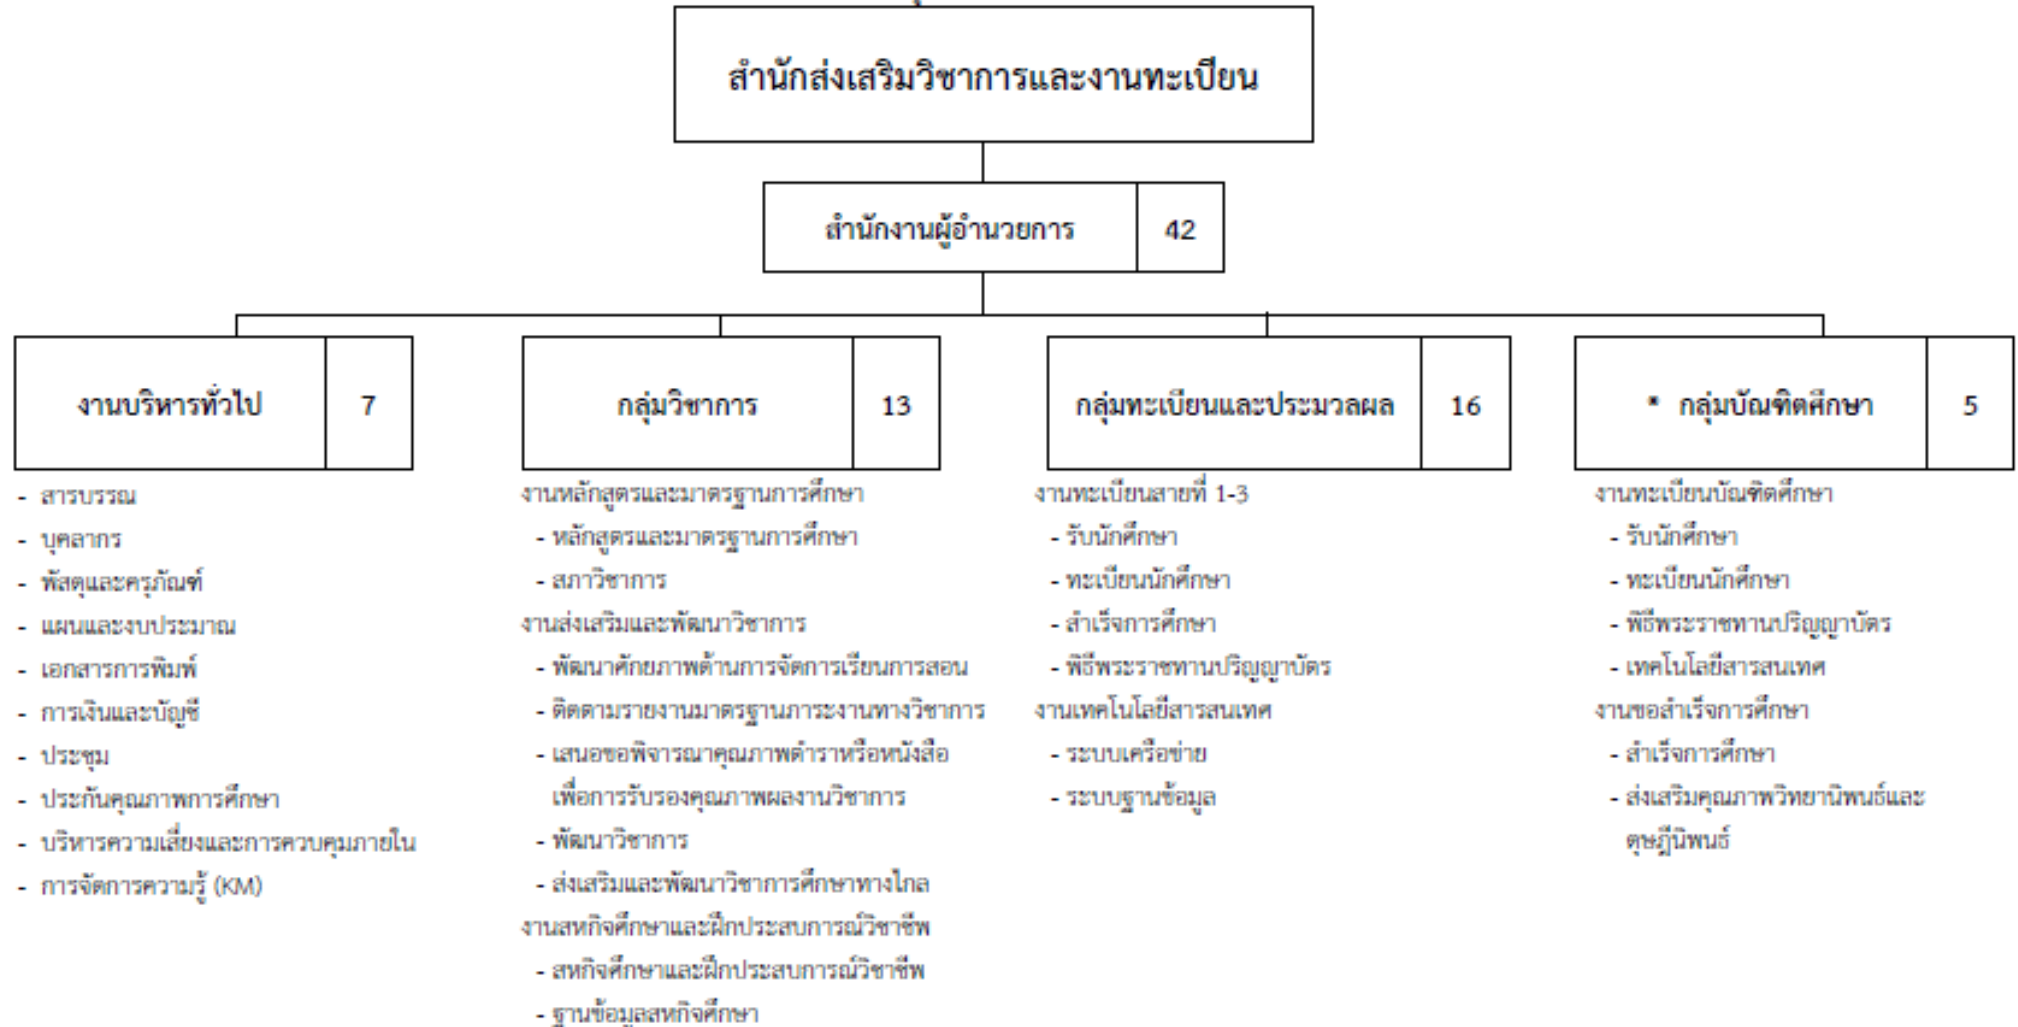 สำนักส่งเสริมวิชาการและงานทะเบียน
สำนักงานผู้อำนวยการ 42
งานบริหารทั่วไป 7
- สารบรรณ
- บุคลากร
- พัสดุและครุภัณฑ์
- แผนและงบประมาณ
- เอกสารการพิมพ์
- การเงินและบัญชี
- ประชุม
- ประกันคุณภาพการศึกษา
- บริหารความเสี่ยงและการควบคุมภายใน
- การจัดการความรู้ (KM)
กลุ่มวิชาการ 13
งานหลักสูตรและมาตรฐานการศึกษา
- หลักสูตรและมาตรฐานการศึกษา
- สภาวิชาการ
งานส่งเสริมและพัฒนาวิชาการ
- พัฒนาศักยภาพด้านการจัดการเรียนการสอน
- ติดตามรายงานมาตรฐานภาระงานทางวิชาการ
- เสนอขอพิจารณาคุณภาพตำราหรือหนังสือ
เพื่อการรับรองคุณภาพผลงานวิชาการ
- พัฒนาวิชาการ
- ส่งเสริมและพัฒนาวิชาการศึกษาทางไกล
งานสหกิจศึกษาและฝึกประสบการณ์วิชาชีพ
- สหกิจศึกษาและฝึกประสบการณ์วิชาชีพ
- ฐานข้อมูลสหกิจศึกษา
กลุ่มทะเบียนและประมวลผล 16
งานทะเบียนสายที่ 1-3
- รับนักศึกษา
- ทะเบียนนักศึกษา
- สำเร็จการศึกษา
- พิธีพระราชทานปริญญาบัตร
งานเทคโนโลยีสารสนเทศ
- ระบบเครือข่าย
- ระบบฐานข้อมูล
* กลุ่มบัณฑิตศึกษา 5
งานทะเบียนบัณฑิตศึกษา
- รับนักศึกษา
- ทะเบียนนักศึกษา
- พิธีพระราชทานปริญญาบัตร
- เทคโนโลยีสารสนเทศ
งานขอสำเร็จการศึกษา
- สำเร็จการศึกษา
- ส่งเสริมคุณภาพวิทยานิพนธ์และ
ดุษฎีนิพนธ์